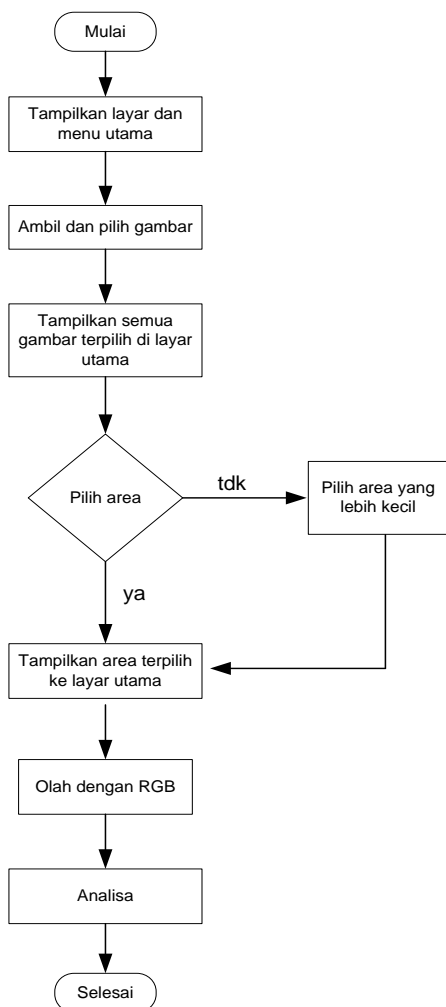 Mulai
Tampilkan layar dan
menu utama
Ambil dan pilih gambar
Tampilkan semua
gambar terpilih di layar
utama
Pilih area
tdk
Pilih area yang
lebih kecil
ya
Tampilkan area terpilih
ke layar utama
Olah dengan RGB
Analisa
Selesai